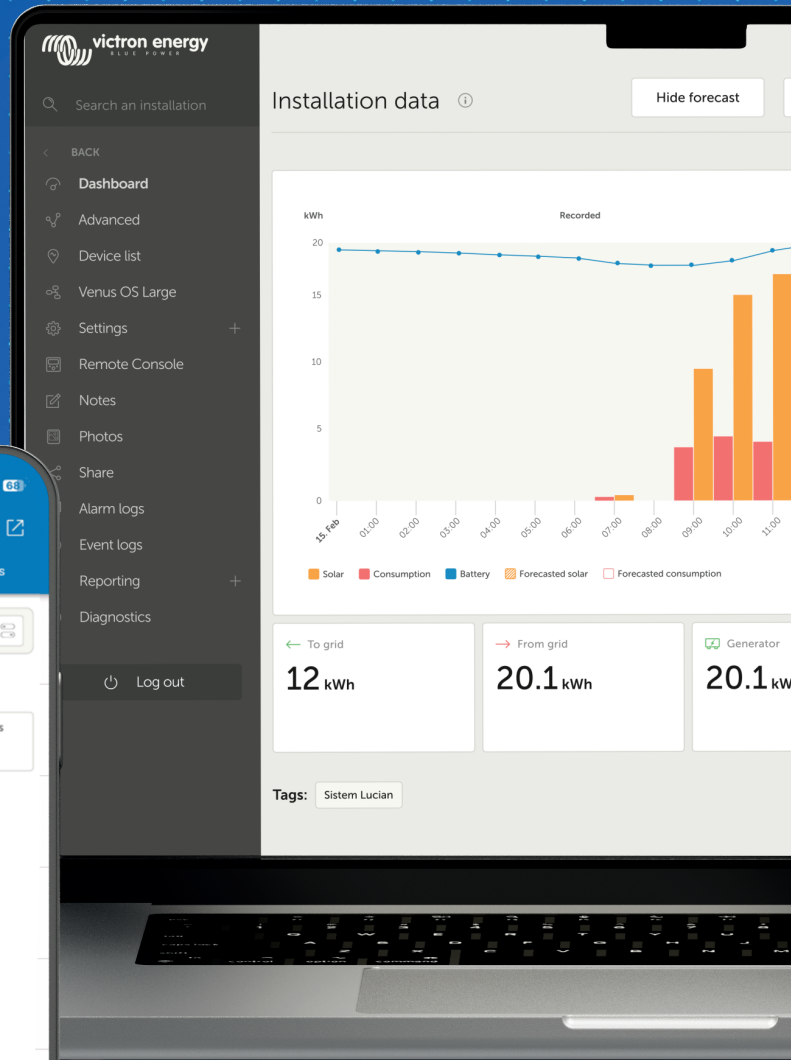 victron energy
BLUE POWER
Search an installation
BACK
Dashboard
Advanced
Device list
Venus OS Large
Settings
Remote Console
Notes
Photos
Share
Alarm logs
Event logs
Reporting
Diagnostics
Log out
Installation data
Hide forecast
kWh
Recorded
20
15
10
5
0
15. Feb
01:00
02:00
03:00
04:00
05:00
06:00
07:00
08:00
09:00
10:00
11:00
Solar
Consumption
Battery
Forecasted solar
Forecasted consumption
To grid
12 kWh
From grid
20.1 kWh
Generator
20.1 kW
Tags: Sistem Lucian
68
s
s
control option command